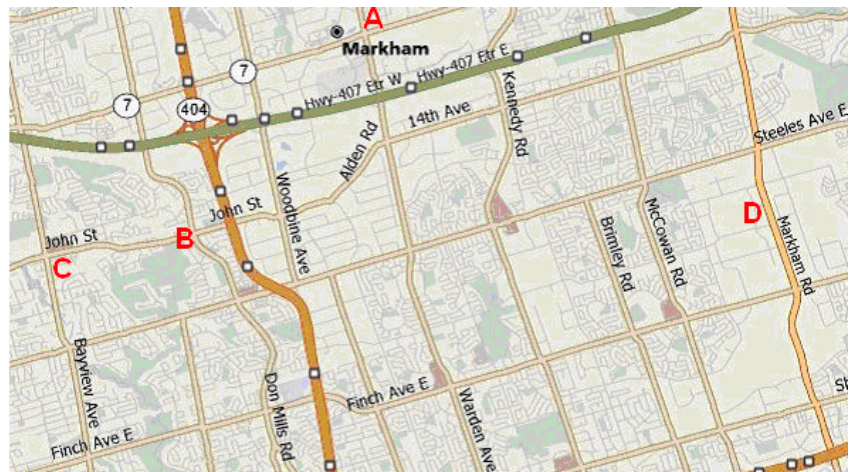 A
Markham
7
7
404
Hwy-407 Etr W
Hwy-407 Etr E
14th Ave
Alden Rd
Kennedy Rd
Steeles Ave E
Woodbine Ave
John St
John St
B
C
D
Brimley Rd
McCowan Rd
Markham Rd
Bayview Ave
Don Mills Rd
Finch Ave E
Finch Ave E
Warden Ave
St